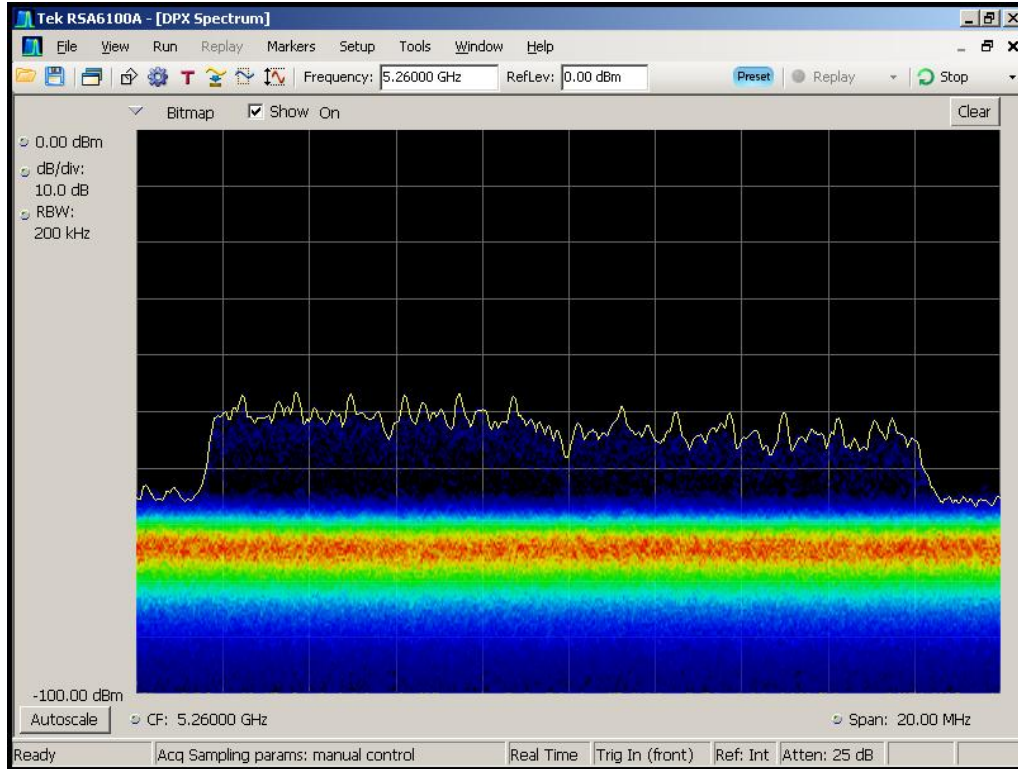 Tek RSA6100A - [DPX Spectrum]
File View Run Replay Markers Setup Tools Window Help
T Frequency: 5.26000 GHz RefLev: 0.00 dBm Preset Replay Stop
Bitmap Show On Clear
0.00 dBm
dB/div:
10.0 dB
RBW:
200 kHz
-100.00 dBm
Autoscale CF: 5.26000 GHz Span: 20.00 MHz
Ready Acq Sampling params: manual control Real Time Trig In (front) Ref: Int Atten: 25 dB